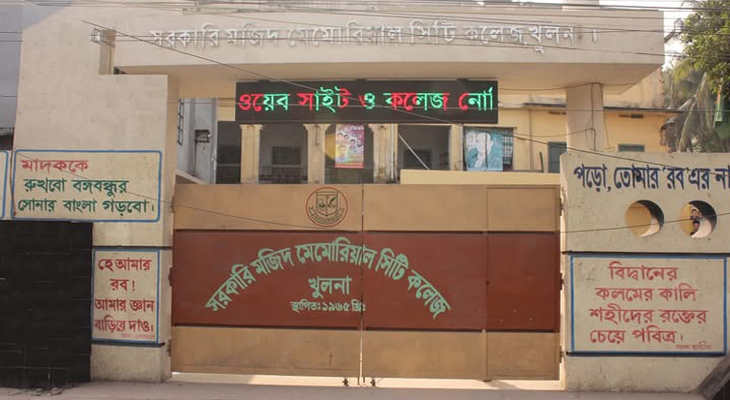 সরকারি মজিদ মেমোরিয়াল সিটি কলেজ,খুলনা ।
ওয়েব সাইট ও কলেজ নো
মাদককে
রুখবো বঙ্গবন্ধুর
সোনার বাংলা গড়বো।
পড়ো, তোমার 'রব' এর
হে আমার
রব!
আমার জ্ঞান
বাড়িয়ে দাও।
সরকারি মজিদ মেমোরিয়াল সিটি কলেজ
খুলনা
স্থাপিত: ১৯৬৫ খ্রি:
বিদ্বানের
কলমের কালি
শহীদের রক্তের
চেয়ে পবিত্র।